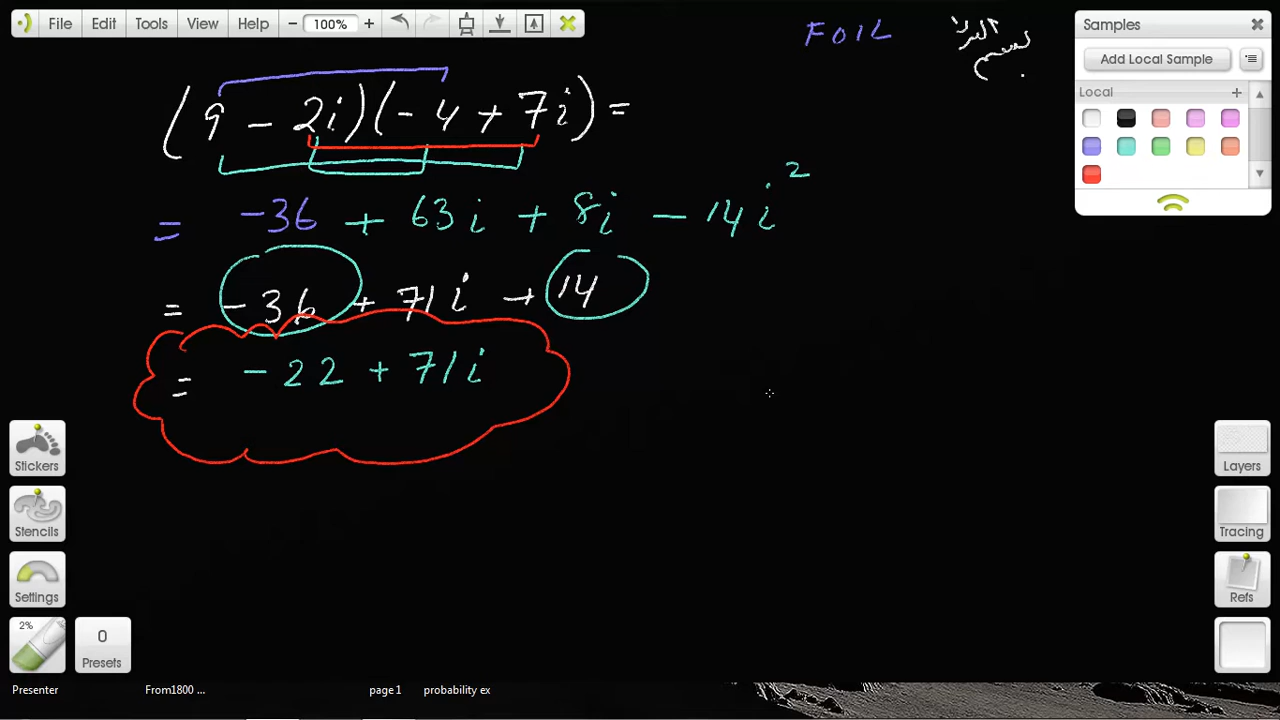 File Edit Tools View Help − 100% +
FOIL
Samples
Add Local Sample
Local
(9 - 2i)(-4 + 7i) =
= -36 + 63i + 8i - 14i²
= -36 + 71i + 14
= -22 + 71i
Stickers
Stencils
Settings
2%
0
Presets
Layers
Tracing
Refs
Presenter From1800 ... page 1 probability ex